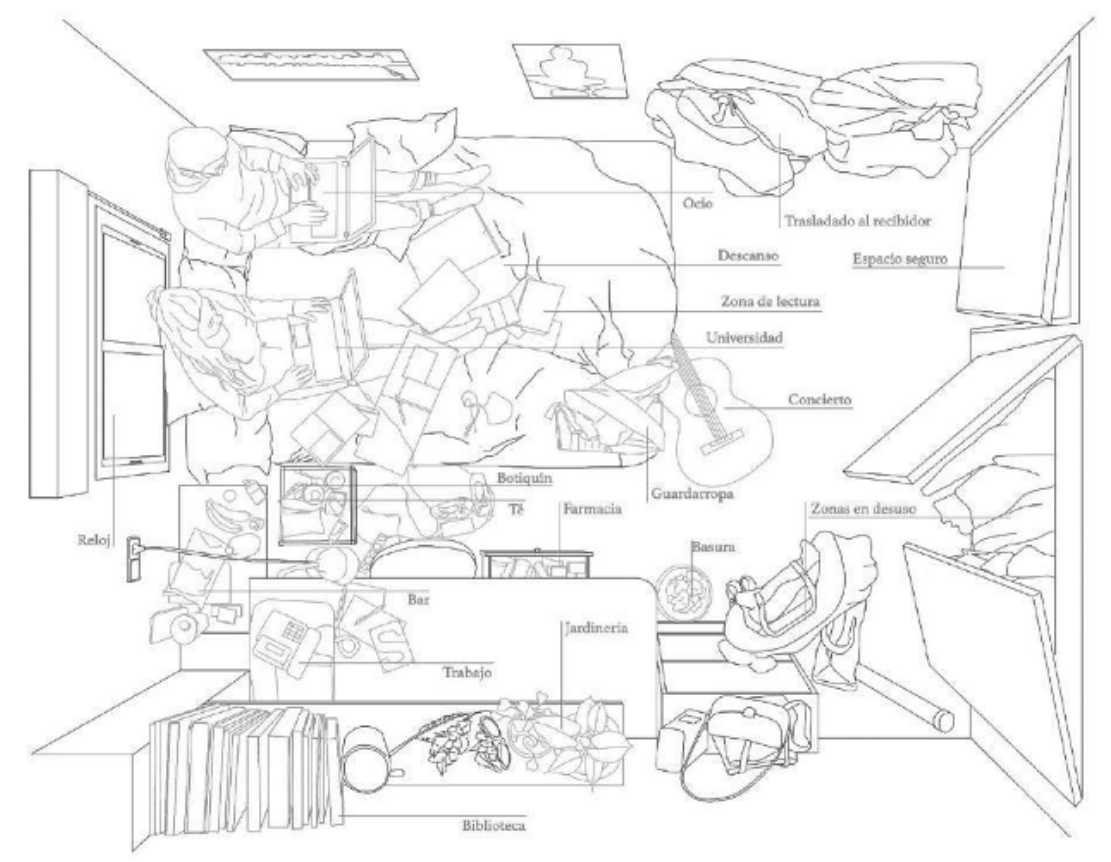 Ocio
Trasladado al recibidor
Descanso
Espacio seguro
Zona de lectura
Universidad
Concierto
Botiquín
Guardarropa
Té
Farmacia
Zonas en desuso
Reloj
Basura
Bar
Jardinería
Trabajo
Biblioteca